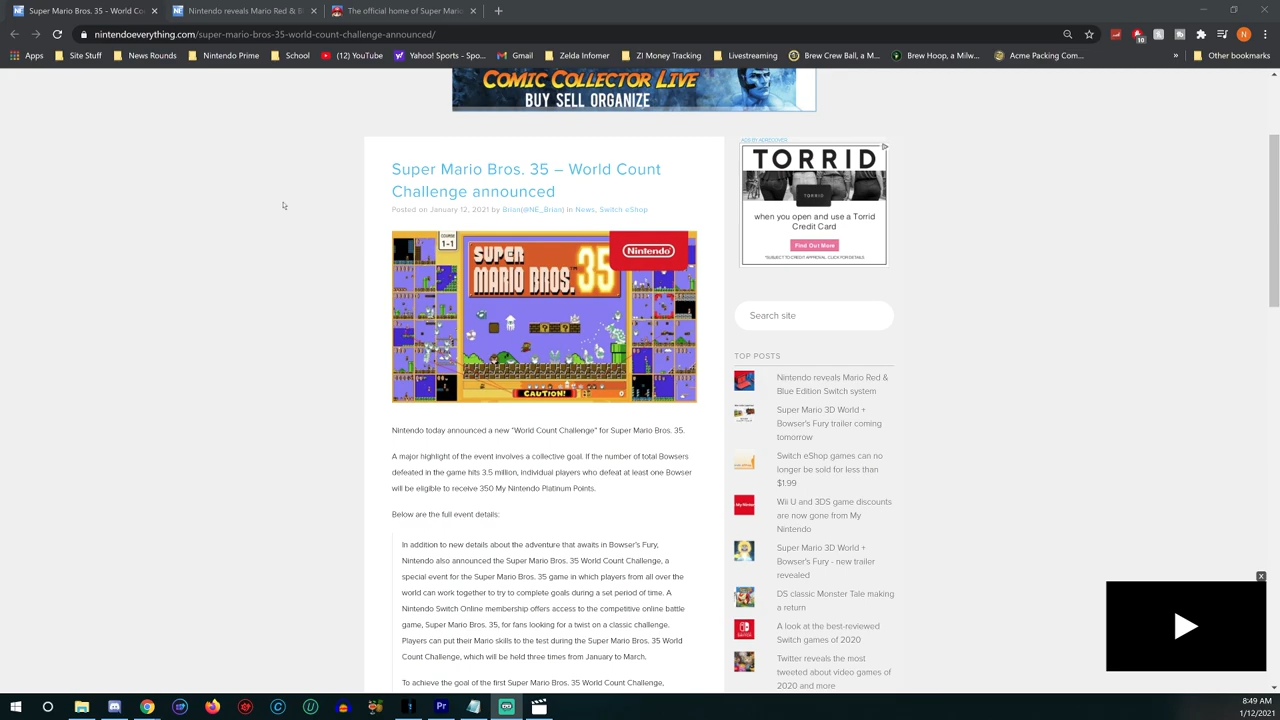 Super Mario Bros. 35 – World Co
Nintendo reveals Mario Red & B
The official home of Super Mar
nintendoeverything.com/super-mario-bros-35-world-count-challenge-announced/
10
N
Apps
Site Stuff
News Rounds
Nintendo Prime
School
(12) YouTube
Yahoo! Sports - Spo...
Gmail
Zelda Informer
ZI Money Tracking
Livestreaming
Brew Crew Ball, a M...
Brew Hoop, a Milw...
Acme Packing Com...
»
Other bookmarks
COMIC COLLECTOR LIVE
BUY SELL ORGANIZE
Super Mario Bros. 35 – World Count
Challenge announced
Posted on January 12, 2021 by Brian(@NE_Brian) in News, Switch eShop
COURSE
1-1
SUPER
MARIO BROS. 35
Nintendo
CAUTION!
Nintendo today announced a new “World Count Challenge” for Super Mario Bros. 35.
A major highlight of the event involves a collective goal. If the number of total Bowsers
defeated in the game hits 3.5 million, individual players who defeat at least one Bowser
will be eligible to receive 350 My Nintendo Platinum Points.
Below are the full event details:
In addition to new details about the adventure that awaits in Bowser’s Fury,
Nintendo also announced the Super Mario Bros. 35 World Count Challenge, a
special event for the Super Mario Bros. 35 game in which players from all over the
world can work together to try to complete goals during a set period of time. A
Nintendo Switch Online membership offers access to the competitive online battle
game, Super Mario Bros. 35, for fans looking for a twist on a classic challenge.
Players can put their Mario skills to the test during the Super Mario Bros. 35 World
Count Challenge, which will be held three times from January to March.
To achieve the goal of the first Super Mario Bros. 35 World Count Challenge,
TORRID
TORRID
when you open and use a Torrid
Credit Card
Find Out More
*SUBJECT TO CREDIT APPROVAL. CLICK FOR DETAILS
Search site
TOP POSTS
Nintendo reveals Mario Red &
Blue Edition Switch system
Super Mario 3D World +
Bowser's Fury trailer coming
tomorrow
Switch eShop games can no
longer be sold for less than
$1.99
Wii U and 3DS game discounts
are now gone from My
Nintendo
Super Mario 3D World +
Bowser's Fury - new trailer
revealed
DS classic Monster Tale making
a return
A look at the best-reviewed
Switch games of 2020
Twitter reveals the most
tweeted about video games of
2020 and more
8:49 AM
1/12/2021